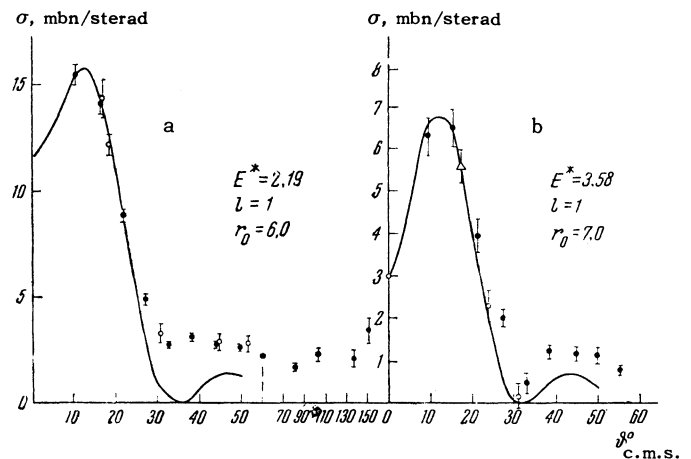 σ, mbn/sterad
σ, mbn/sterad
15
10
5
0
a
E*=2,19
l=1
r₀=6,0
10 20 30 40 50 70 90 110 130 150
8
7
6
5
4
3
2
1
b
E*=3.58
l=1
r₀=7,0
0 10 20 30 40 50 60
ϑ°
c.m.s.